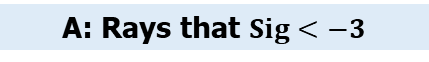 A: Rays that Sig < −3